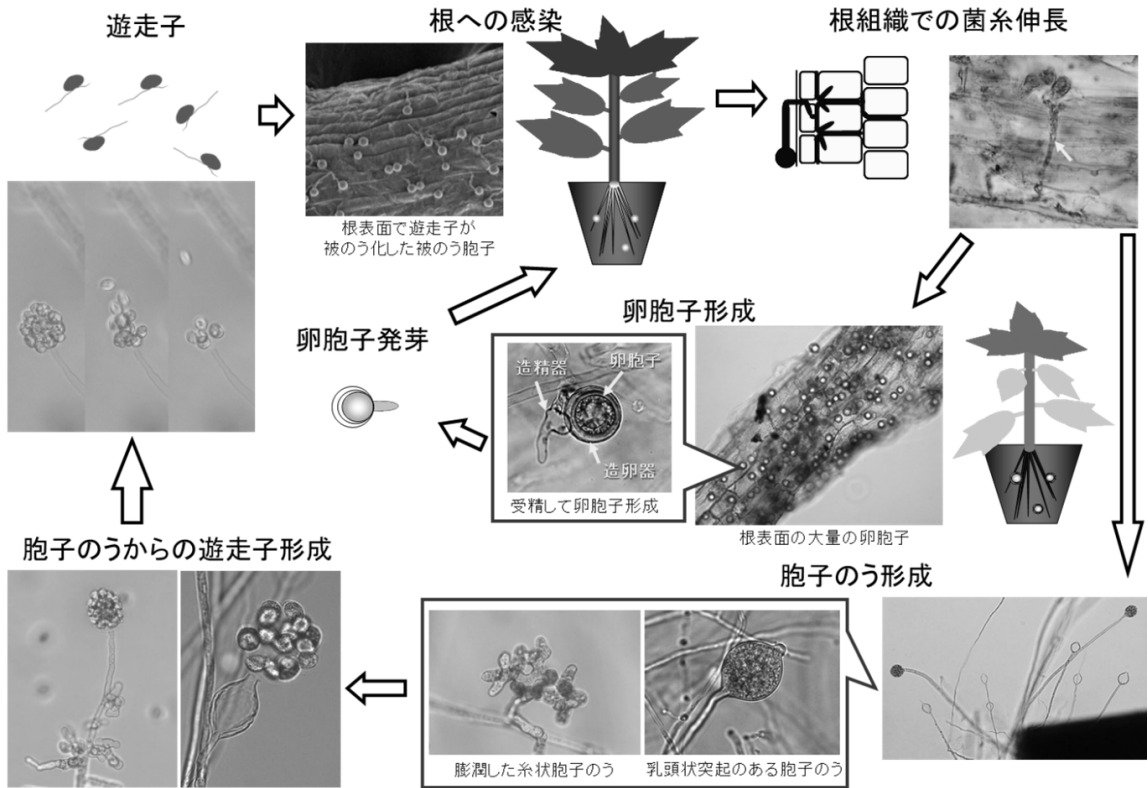 遊走子
根への感染
根組織での菌糸伸長
根表面で遊走子が
被のう化した被のう胞子
卵胞子発芽
卵胞子形成
造精器
卵胞子
造卵器
受精して卵胞子形成
根表面の大量の卵胞子
胞子のうからの遊走子形成
胞子のう形成
膨潤した糸状胞子のう
乳頭状突起のある胞子のう